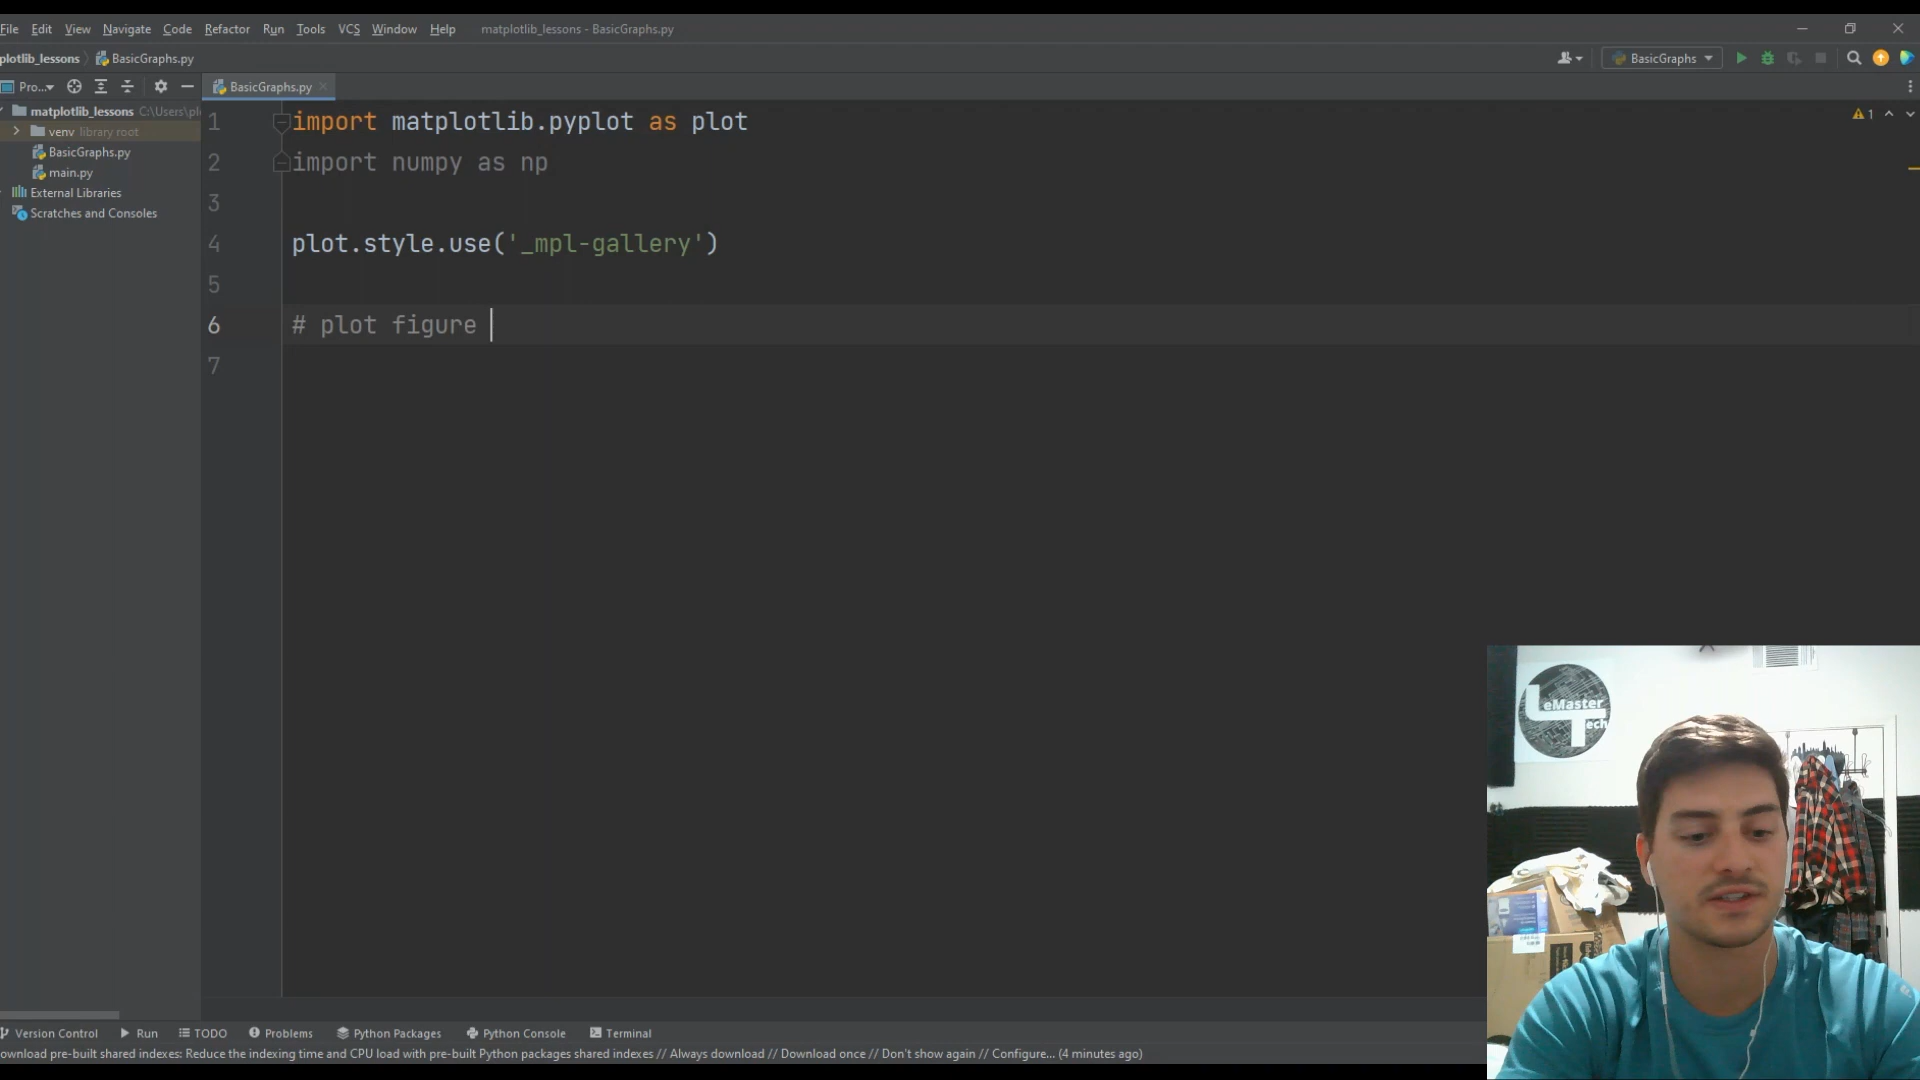 File Edit View Navigate Code Refactor Run Tools VCS Window Help matplotlib_lessons - BasicGraphs.py
plotlib_lessons BasicGraphs.py BasicGraphs
Pro... BasicGraphs.py
matplotlib_lessons C:\Users\pl
venv library root
BasicGraphs.py
main.py
External Libraries
Scratches and Consoles
1 import matplotlib.pyplot as plot
2 import numpy as np
3
4 plot.style.use('_mpl-gallery')
5
6 # plot figure
7
1
eMaster
ech
Version Control Run TODO Problems Python Packages Python Console Terminal
ownload pre-built shared indexes: Reduce the indexing time and CPU load with pre-built Python packages shared indexes // Always download // Download once // Don't show again // Configure... (4 minutes ago)